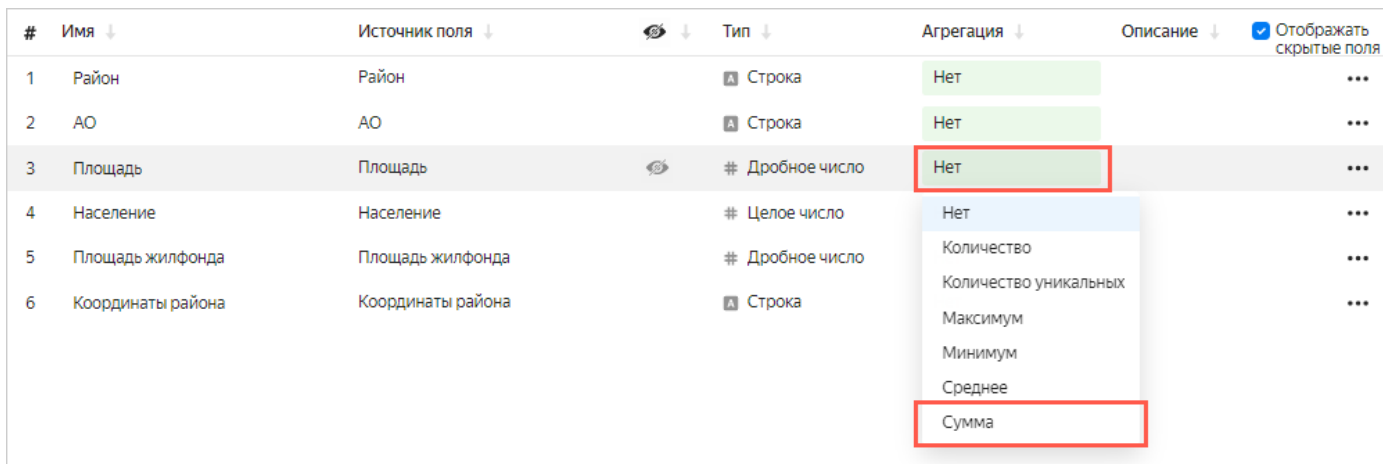 # Имя Источник поля Тип Агрегация Описание Отображать скрытые поля
1 Район Район Строка Нет
2 АО АО Строка Нет
3 Площадь Площадь # Дробное число Нет
4 Население Население # Целое число
5 Площадь жилфонда Площадь жилфонда # Дробное число
6 Координаты района Координаты района Строка
Нет
Количество
Количество уникальных
Максимум
Минимум
Среднее
Сумма